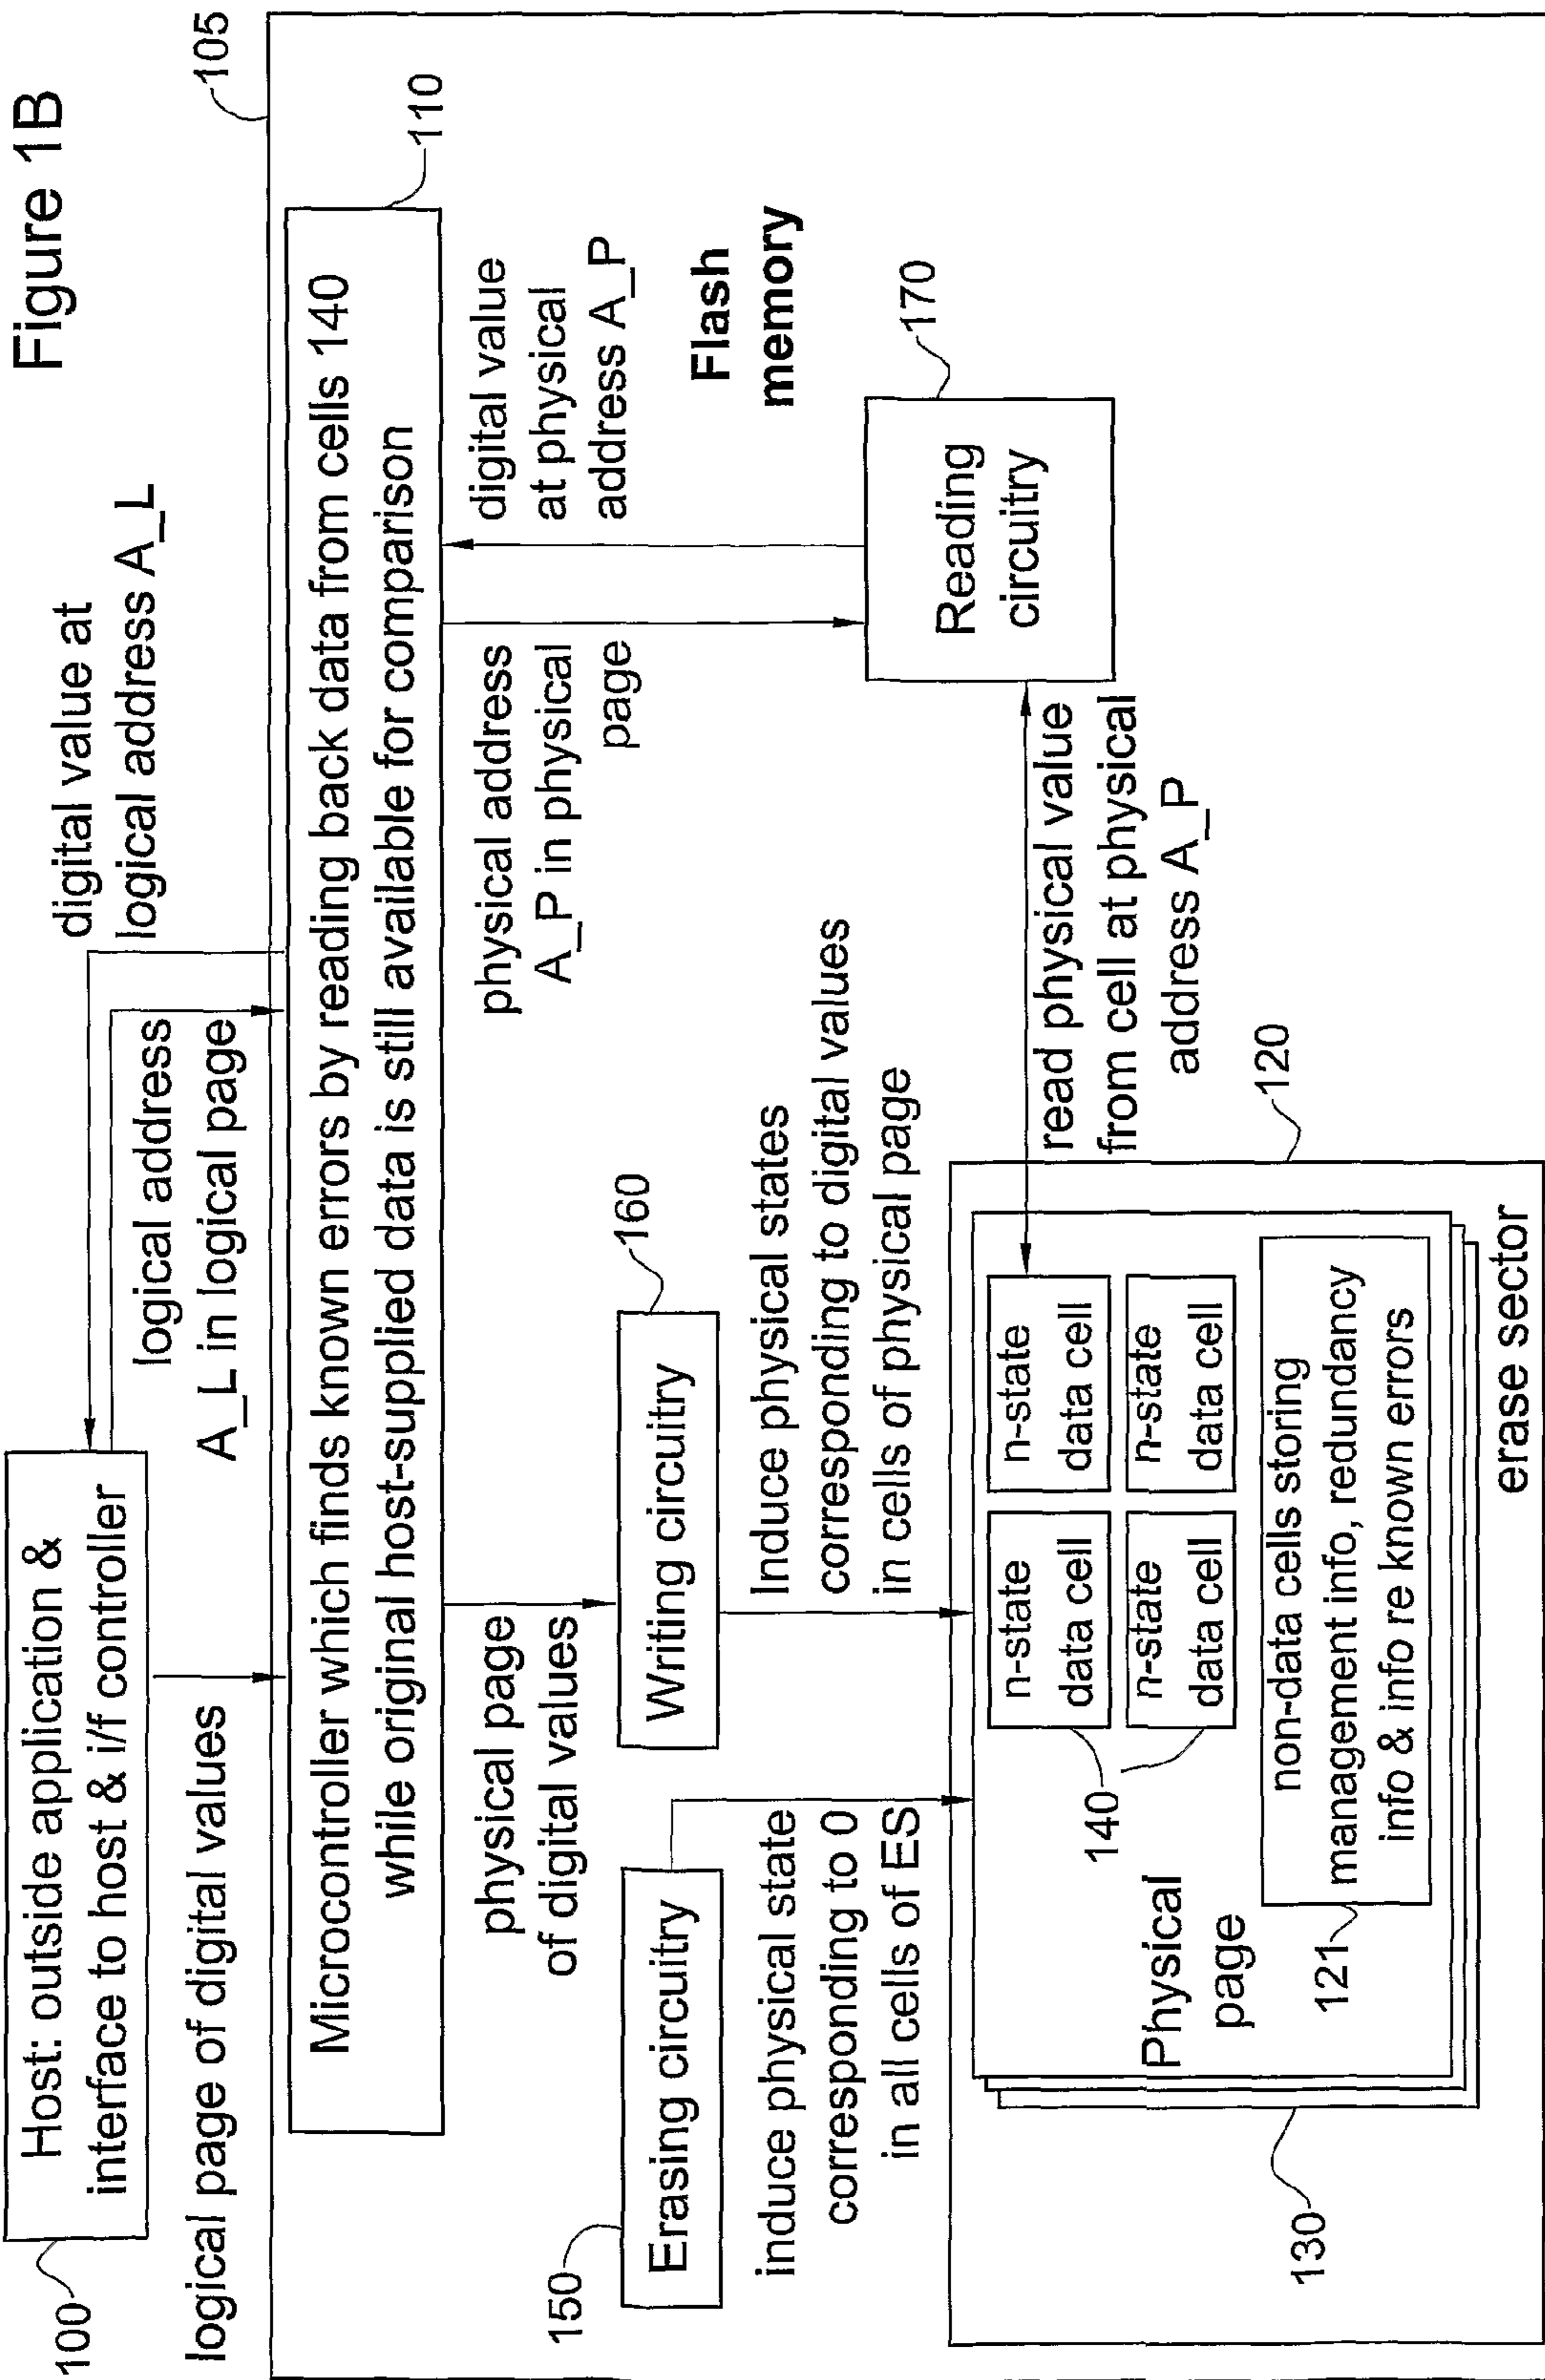 Figure 1B
Host: outside application &
interface to host & i/f controller
100
digital value at
logical address A_L
logical address
A_L in logical page
logical page of digital values
105
Microcontroller which finds known errors by reading back data from cells 140
while original host-supplied data is still available for comparison
110
physical page
of digital values
physical address
A_P in physical
page
digital value
at physical
address A_P
Flash
memory
150
Erasing circuitry
Writing circuitry
160
Reading
circuitry
170
induce physical state
corresponding to 0
in all cells of ES
Induce physical states
corresponding to digital values
in cells of physical page
read physical value
from cell at physical
address A_P
120
n-state
data cell
n-state
data cell
n-state
data cell
n-state
data cell
140
Physical
page
121
non-data cells storing
management info, redundancy
info & info re known errors
130
erase sector